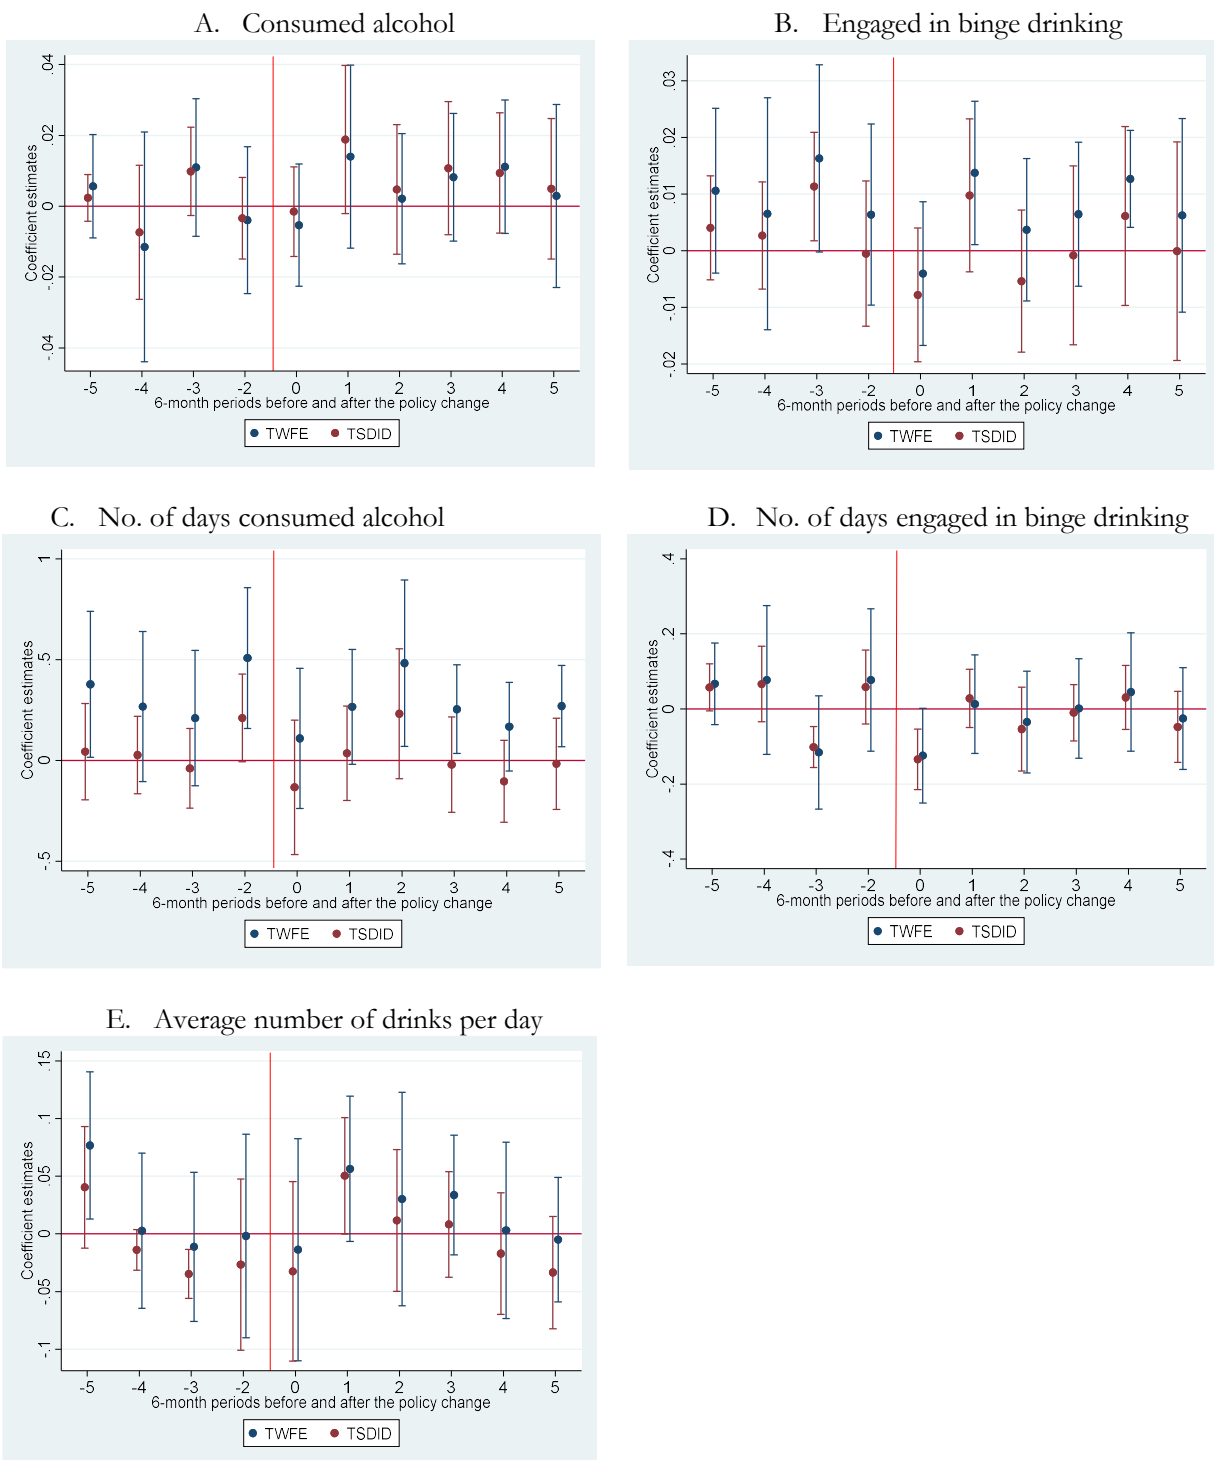 A. Consumed alcohol
Coefficient estimates
.04
.02
0
-.02
-.04
-5 -4 -3 -2 0 1 2 3 4 5
6-month periods before and after the policy change
TWFE TSDID
B. Engaged in binge drinking
Coefficient estimates
.03
.02
.01
0
-.01
-.02
-5 -4 -3 -2 0 1 2 3 4 5
6-month periods before and after the policy change
TWFE TSDID
C. No. of days consumed alcohol
Coefficient estimates
1
.5
0
-.5
-5 -4 -3 -2 0 1 2 3 4 5
6-month periods before and after the policy change
TWFE TSDID
D. No. of days engaged in binge drinking
Coefficient estimates
.4
.2
0
-.2
-.4
-5 -4 -3 -2 0 1 2 3 4 5
6-month periods before and after the policy change
TWFE TSDID
E. Average number of drinks per day
Coefficient estimates
.15
.1
.05
0
-.05
-.1
-5 -4 -3 -2 0 1 2 3 4 5
6-month periods before and after the policy change
TWFE TSDID